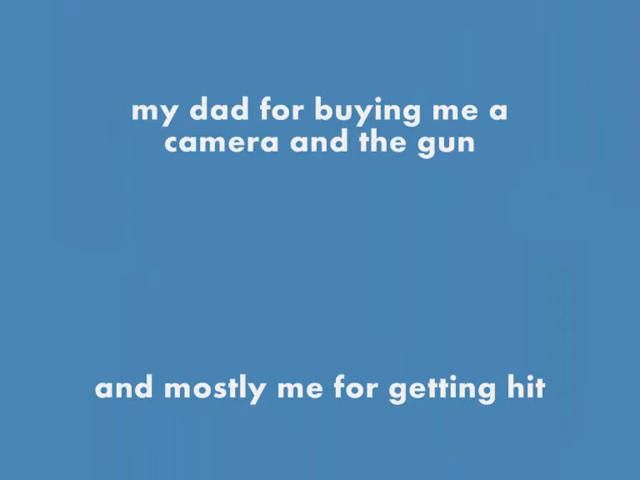 my dad for buying me a
camera and the gun
and mostly me for getting hit